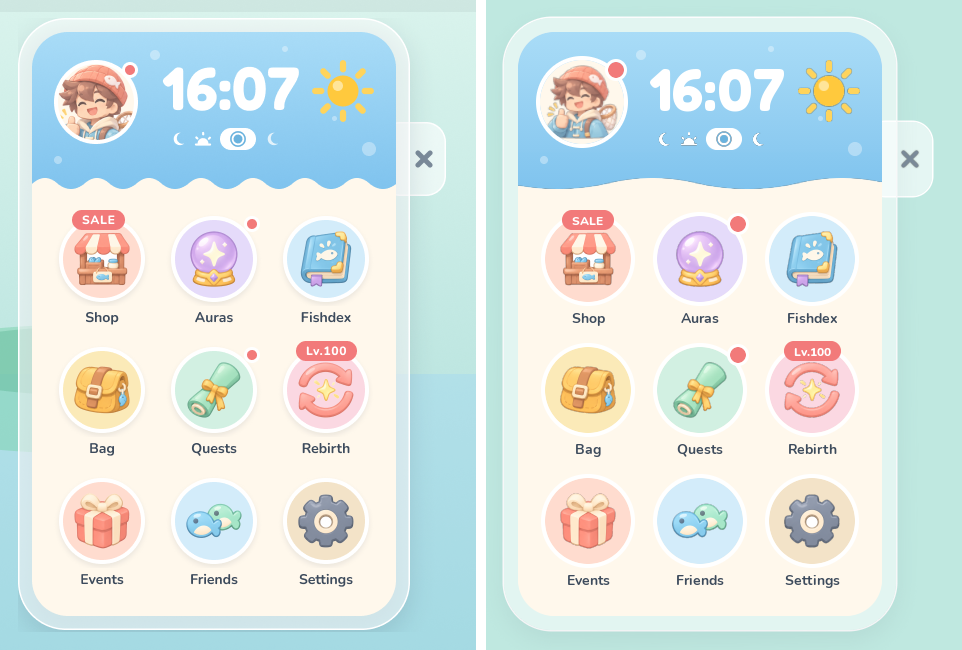 16:07
SALE
Shop
Auras
Fishdex
Lv.100
Bag
Quests
Rebirth
Events
Friends
Settings
16:07
SALE
Shop
Auras
Fishdex
Lv.100
Bag
Quests
Rebirth
Events
Friends
Settings